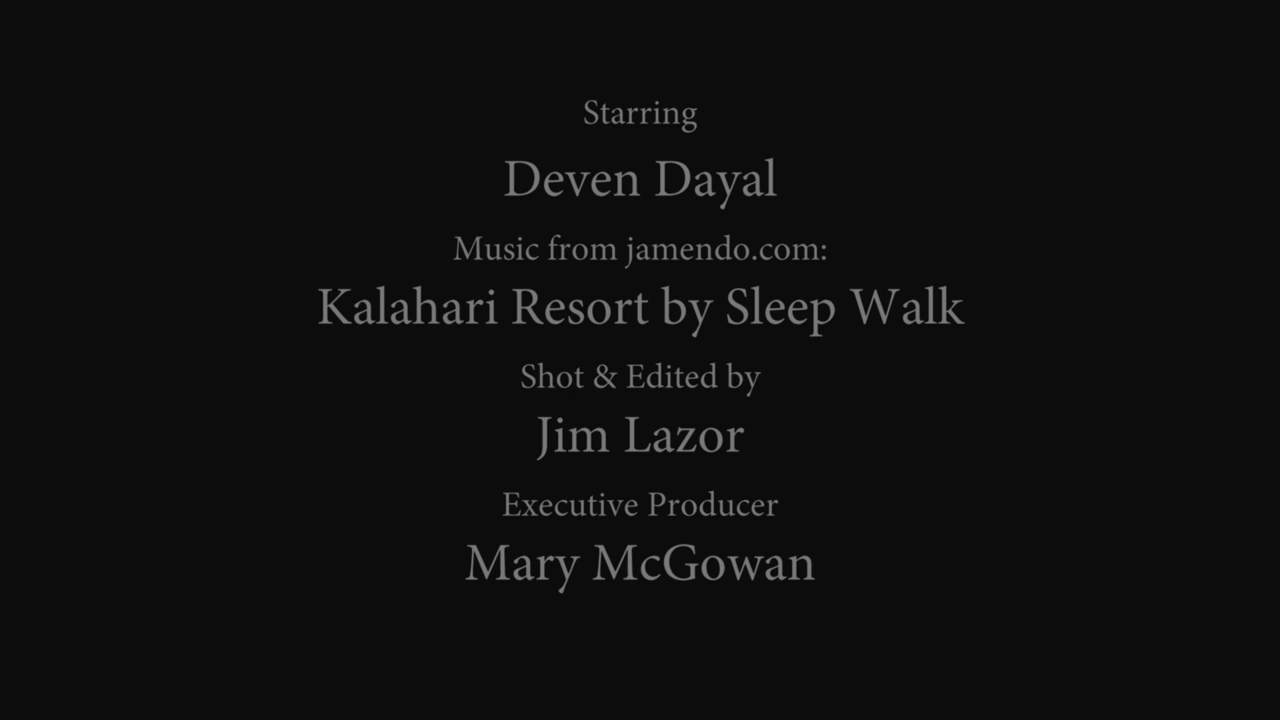 Starring
Deven Dayal
Music from jamendo.com:
Kalahari Resort by Sleep Walk
Shot & Edited by
Jim Lazor
Executive Producer
Mary McGowan